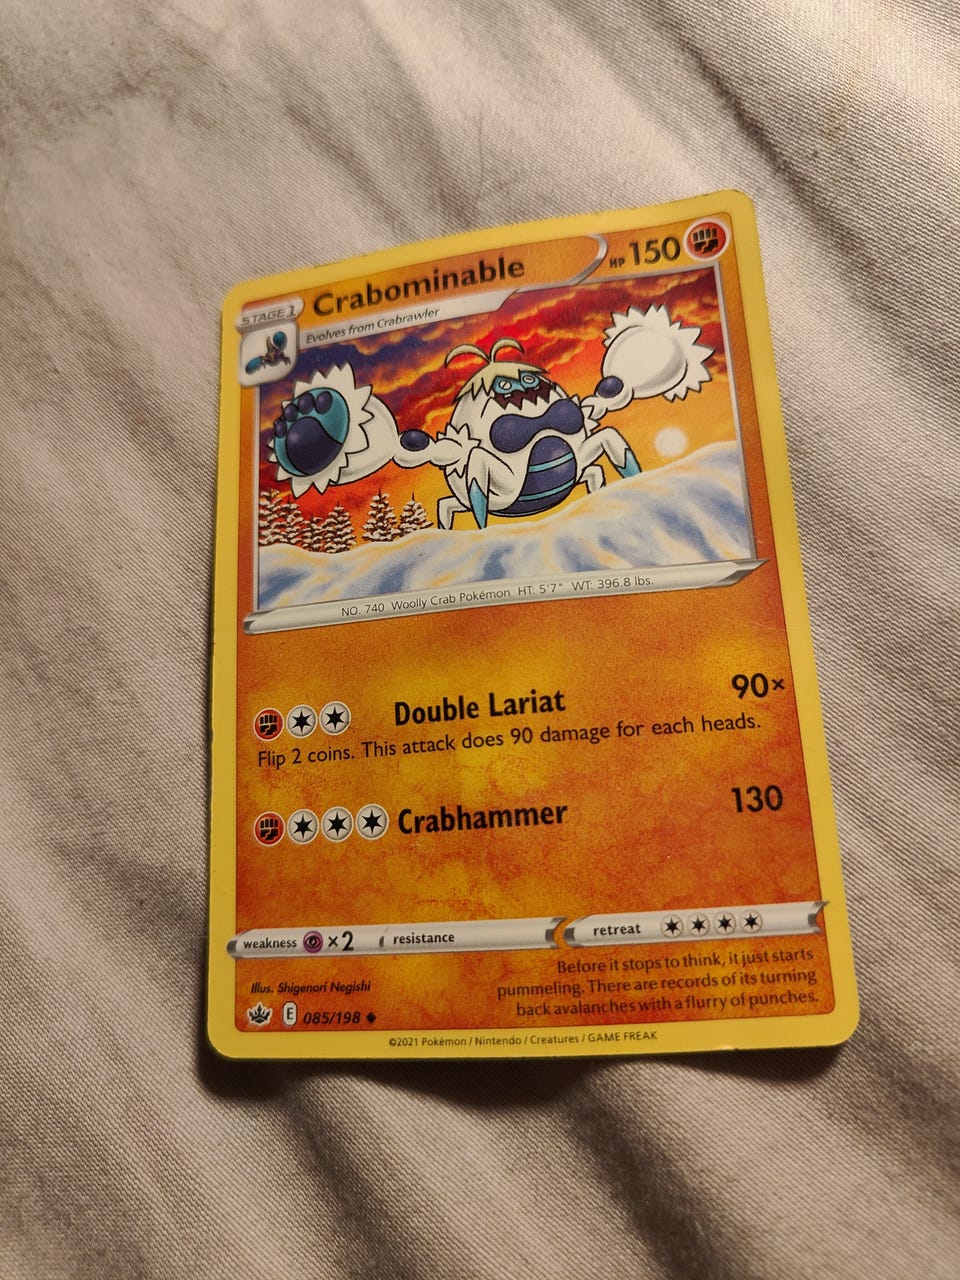 STAGE 1 Crabominable HP 150
Evolves from Crabrawler
NO. 740 Woolly Crab Pokémon HT: 5'7" WT: 396.8 lbs.
Double Lariat 90×
Flip 2 coins. This attack does 90 damage for each heads.
Crabhammer 130
weakness ×2 resistance retreat
Before it stops to think, it just starts
pummeling. There are records of its turning
back avalanches with a flurry of punches.
Illus. Shigenori Negishi
E 085/198
©2021 Pokémon / Nintendo / Creatures / GAME FREAK